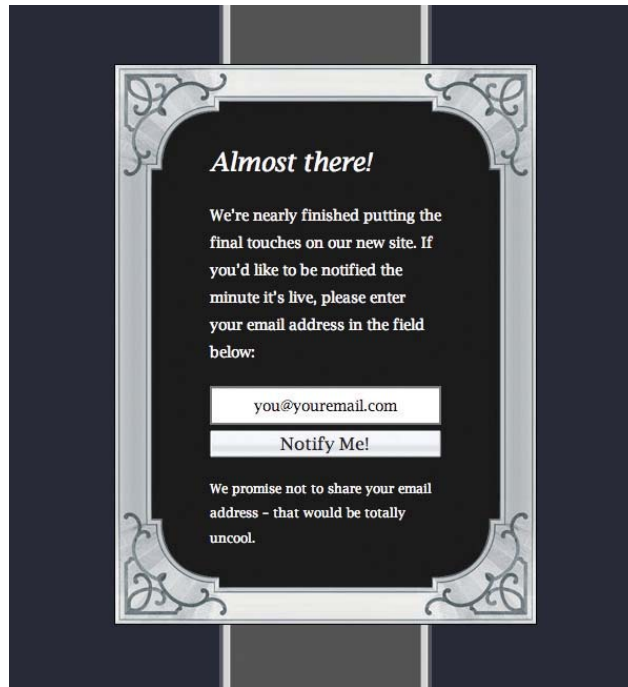 Almost there!
We're nearly finished putting the
final touches on our new site. If
you'd like to be notified the
minute it's live, please enter
your email address in the field
below:
you@youremail.com
Notify Me!
We promise not to share your email
address – that would be totally
uncool.